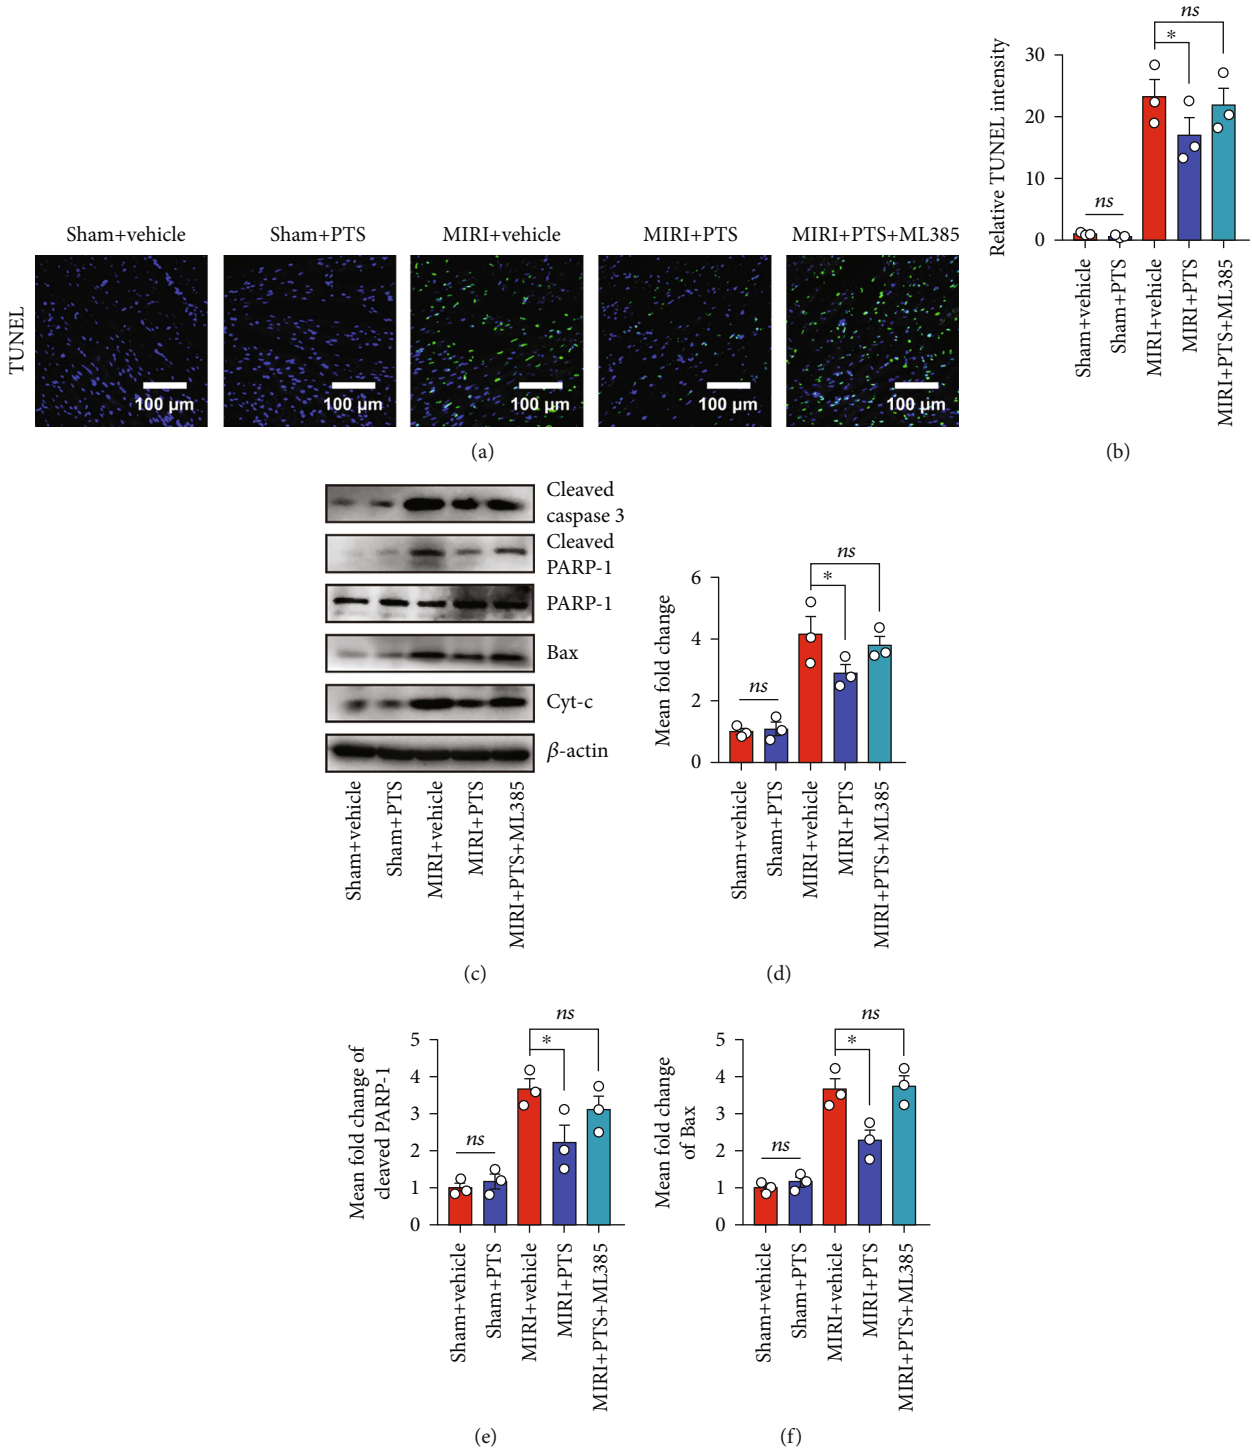 Sham+vehicle
Sham+PTS
MIRI+vehicle
MIRI+PTS
MIRI+PTS+ML385
TUNEL
100 μm
100 μm
100 μm
100 μm
100 μm
(a)
Relative TUNEL intensity
30
20
10
0
ns
*
ns
Sham+vehicle
Sham+PTS
MIRI+vehicle
MIRI+PTS
MIRI+PTS+ML385
(b)
Cleaved
caspase 3
Cleaved
PARP-1
PARP-1
Bax
Cyt-c
β-actin
Sham+vehicle
Sham+PTS
MIRI+vehicle
MIRI+PTS
MIRI+PTS+ML385
(c)
Mean fold change
6
4
2
0
ns
*
ns
Sham+vehicle
Sham+PTS
MIRI+vehicle
MIRI+PTS
MIRI+PTS+ML385
(d)
Mean fold change of
cleaved PARP-1
5
4
3
2
1
0
ns
*
ns
Sham+vehicle
Sham+PTS
MIRI+vehicle
MIRI+PTS
MIRI+PTS+ML385
(e)
Mean fold change
of Bax
5
4
3
2
1
0
ns
*
ns
Sham+vehicle
Sham+PTS
MIRI+vehicle
MIRI+PTS
MIRI+PTS+ML385
(f)